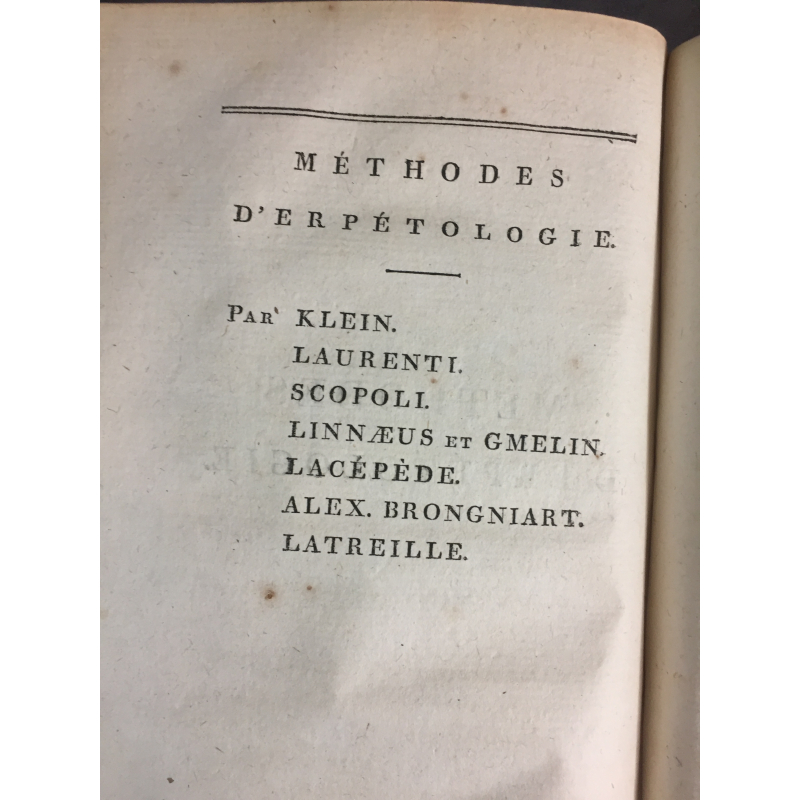 MÉTHODES
D'ERPÉTOLOGIE.
PAR KLEIN.
LAURENTI.
SCOPOLI.
LINNÆUS ET GMELIN.
LACÉPÈDE.
ALEX. BRONGNIART.
LATREILLE.